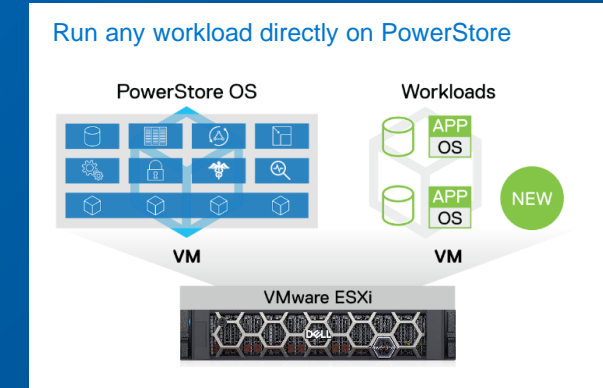 Run any workload directly on PowerStore
PowerStore OS
Workloads
APP
OS
APP
OS
NEW
VM
VM
VMware ESXi
DELL